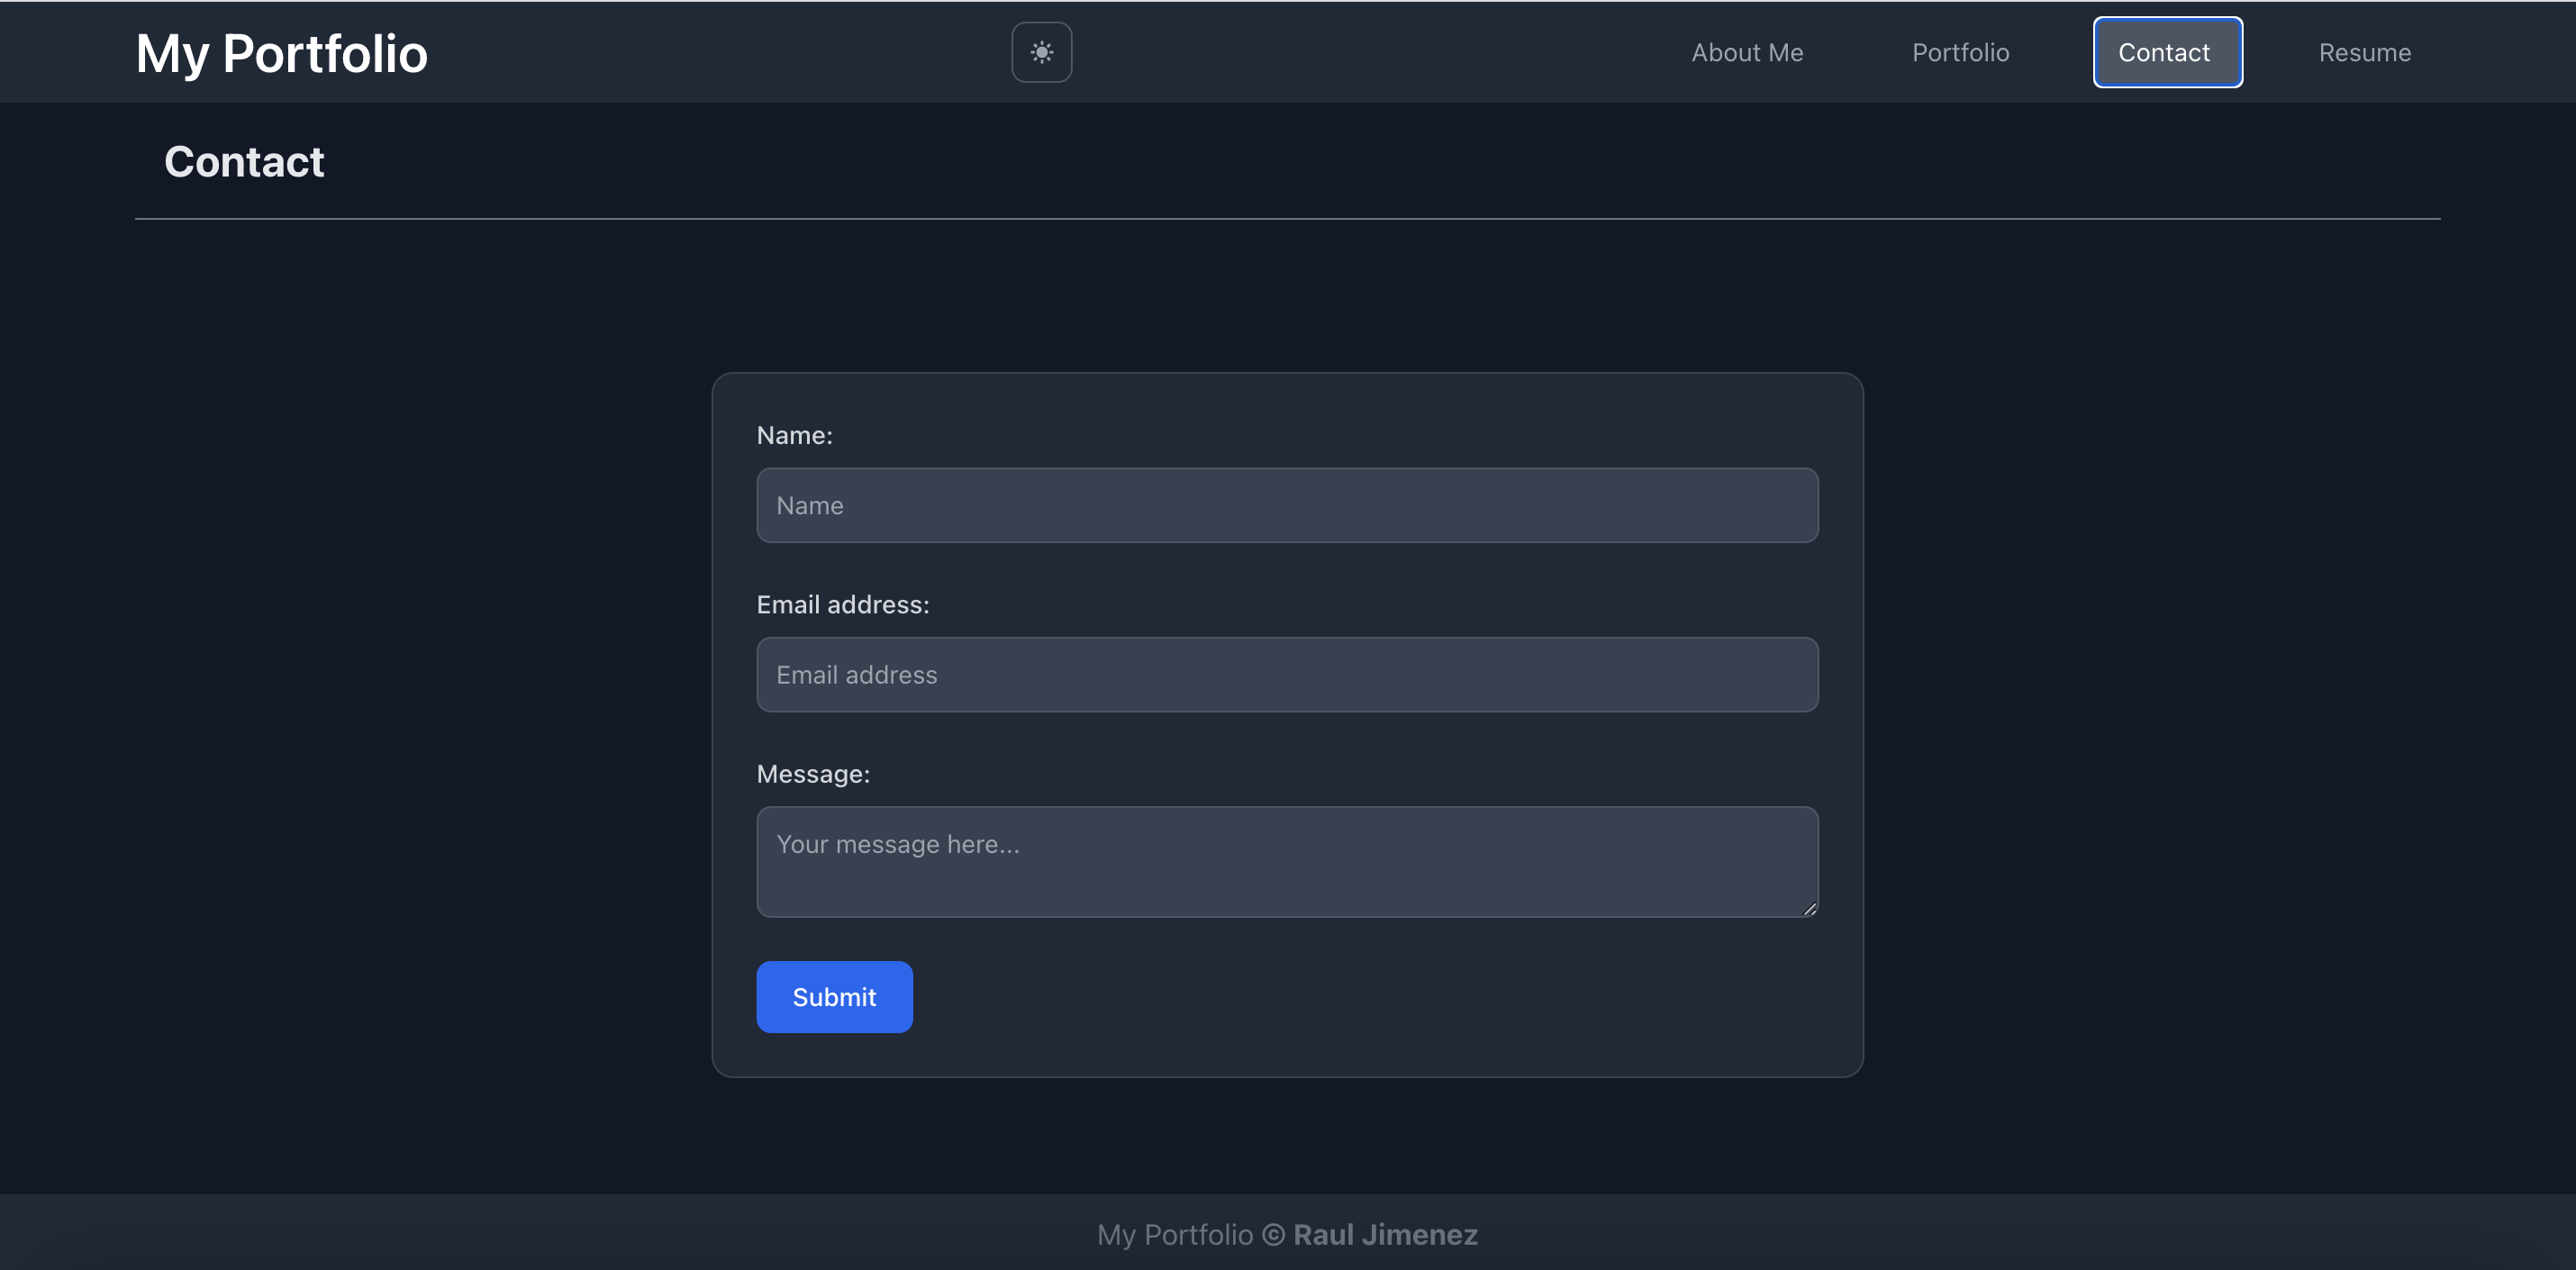 My Portfolio
About Me
Portfolio
Contact
Resume
Contact
Name:
Name
Email address:
Email address
Message:
Your message here...
Submit
My Portfolio © Raul Jimenez